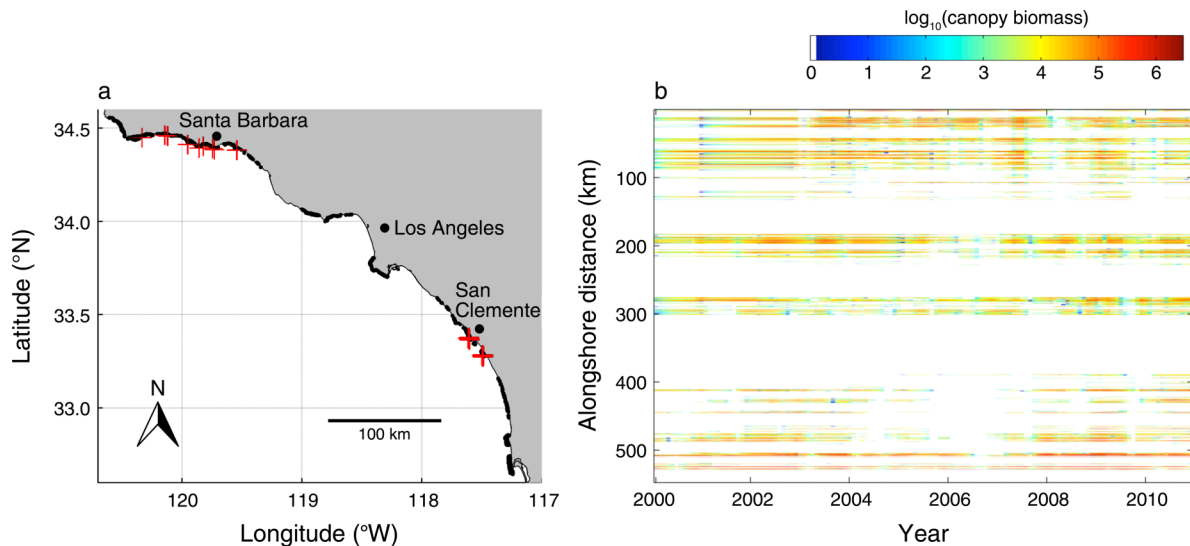 log₁₀(canopy biomass)
0 1 2 3 4 5 6
a
Santa Barbara
Los Angeles
San
Clemente
N
100 km
34.5
34.0
33.5
33.0
Latitude (°N)
120 119 118 117
Longitude (°W)
b
100
200
300
400
500
Alongshore distance (km)
2000 2002 2004 2006 2008 2010
Year